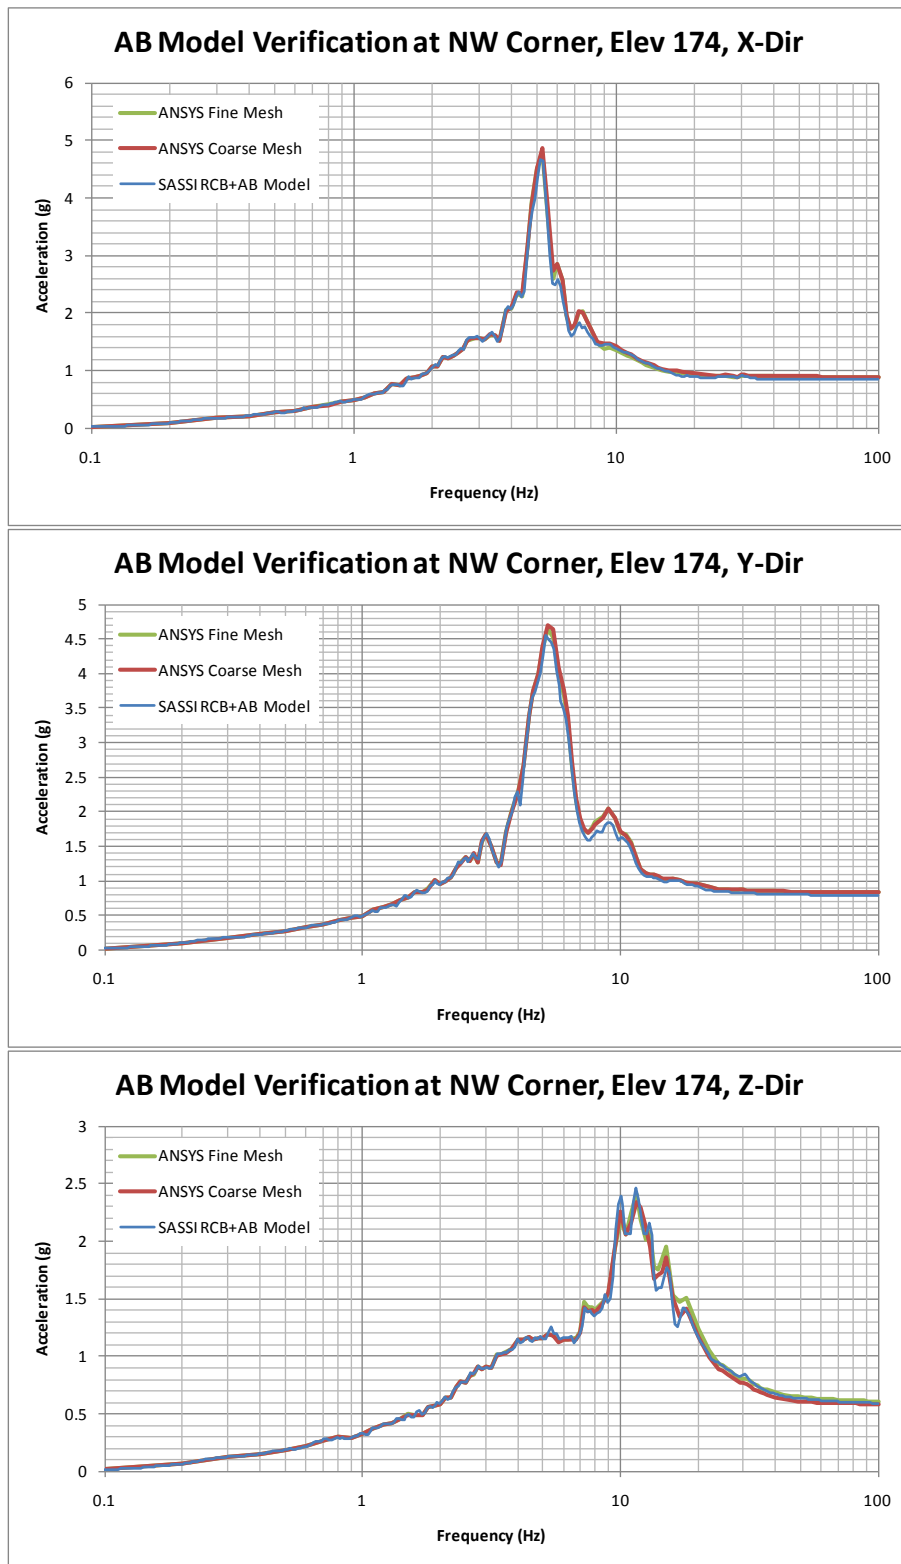 AB Model Verification at NW Corner, Elev 174, X-Dir
6
5
4
3
2
1
0
Acceleration (g)
ANSYS Fine Mesh
ANSYS Coarse Mesh
SASSI RCB+AB Model
0.1
1
10
100
Frequency (Hz)
AB Model Verification at NW Corner, Elev 174, Y-Dir
5
4.5
4
3.5
3
2.5
2
1.5
1
0.5
0
Acceleration (g)
ANSYS Fine Mesh
ANSYS Coarse Mesh
SASSI RCB+AB Model
0.1
1
10
100
Frequency (Hz)
AB Model Verification at NW Corner, Elev 174, Z-Dir
3
2.5
2
1.5
1
0.5
0
Acceleration (g)
ANSYS Fine Mesh
ANSYS Coarse Mesh
SASSI RCB+AB Model
0.1
1
10
100
Frequency (Hz)